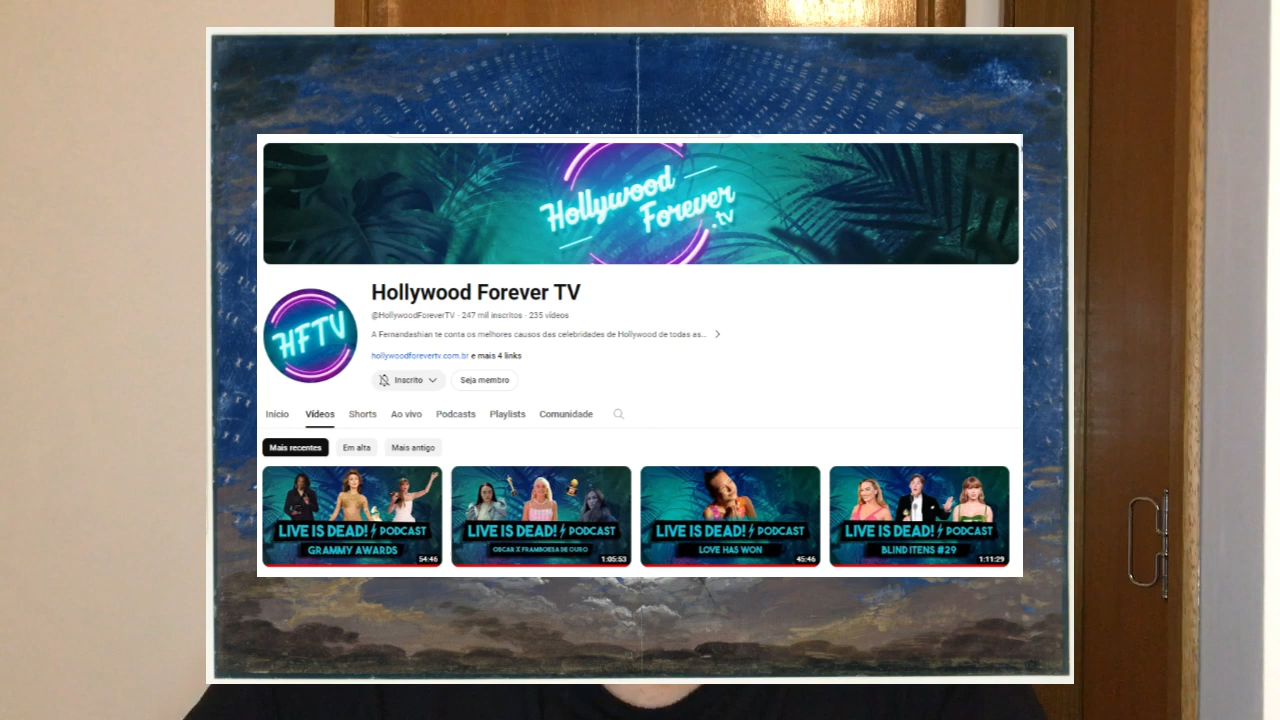 Hollywood
Forever
.tv
HFTV
Hollywood Forever TV
@HollywoodForeverTV · 247 mil inscritos · 235 vídeos
A Fernandashian te conta os melhores causos das celebridades de Hollywood de todas as...
hollywoodforevertv.com.br e mais 4 links
Inscrito
Seja membro
Início Vídeos Shorts Ao vivo Podcasts Playlists Comunidade
Mais recentes Em alta Mais antigo
LIVE IS DEAD! PODCAST
GRAMMY AWARDS
54:46
LIVE IS DEAD! PODCAST
OSCAR X FRAMBOESA DE OURO
1:05:53
LIVE IS DEAD! PODCAST
LOVE HAS WON
45:46
LIVE IS DEAD! PODCAST
BLIND ITENS #29
1:11:29